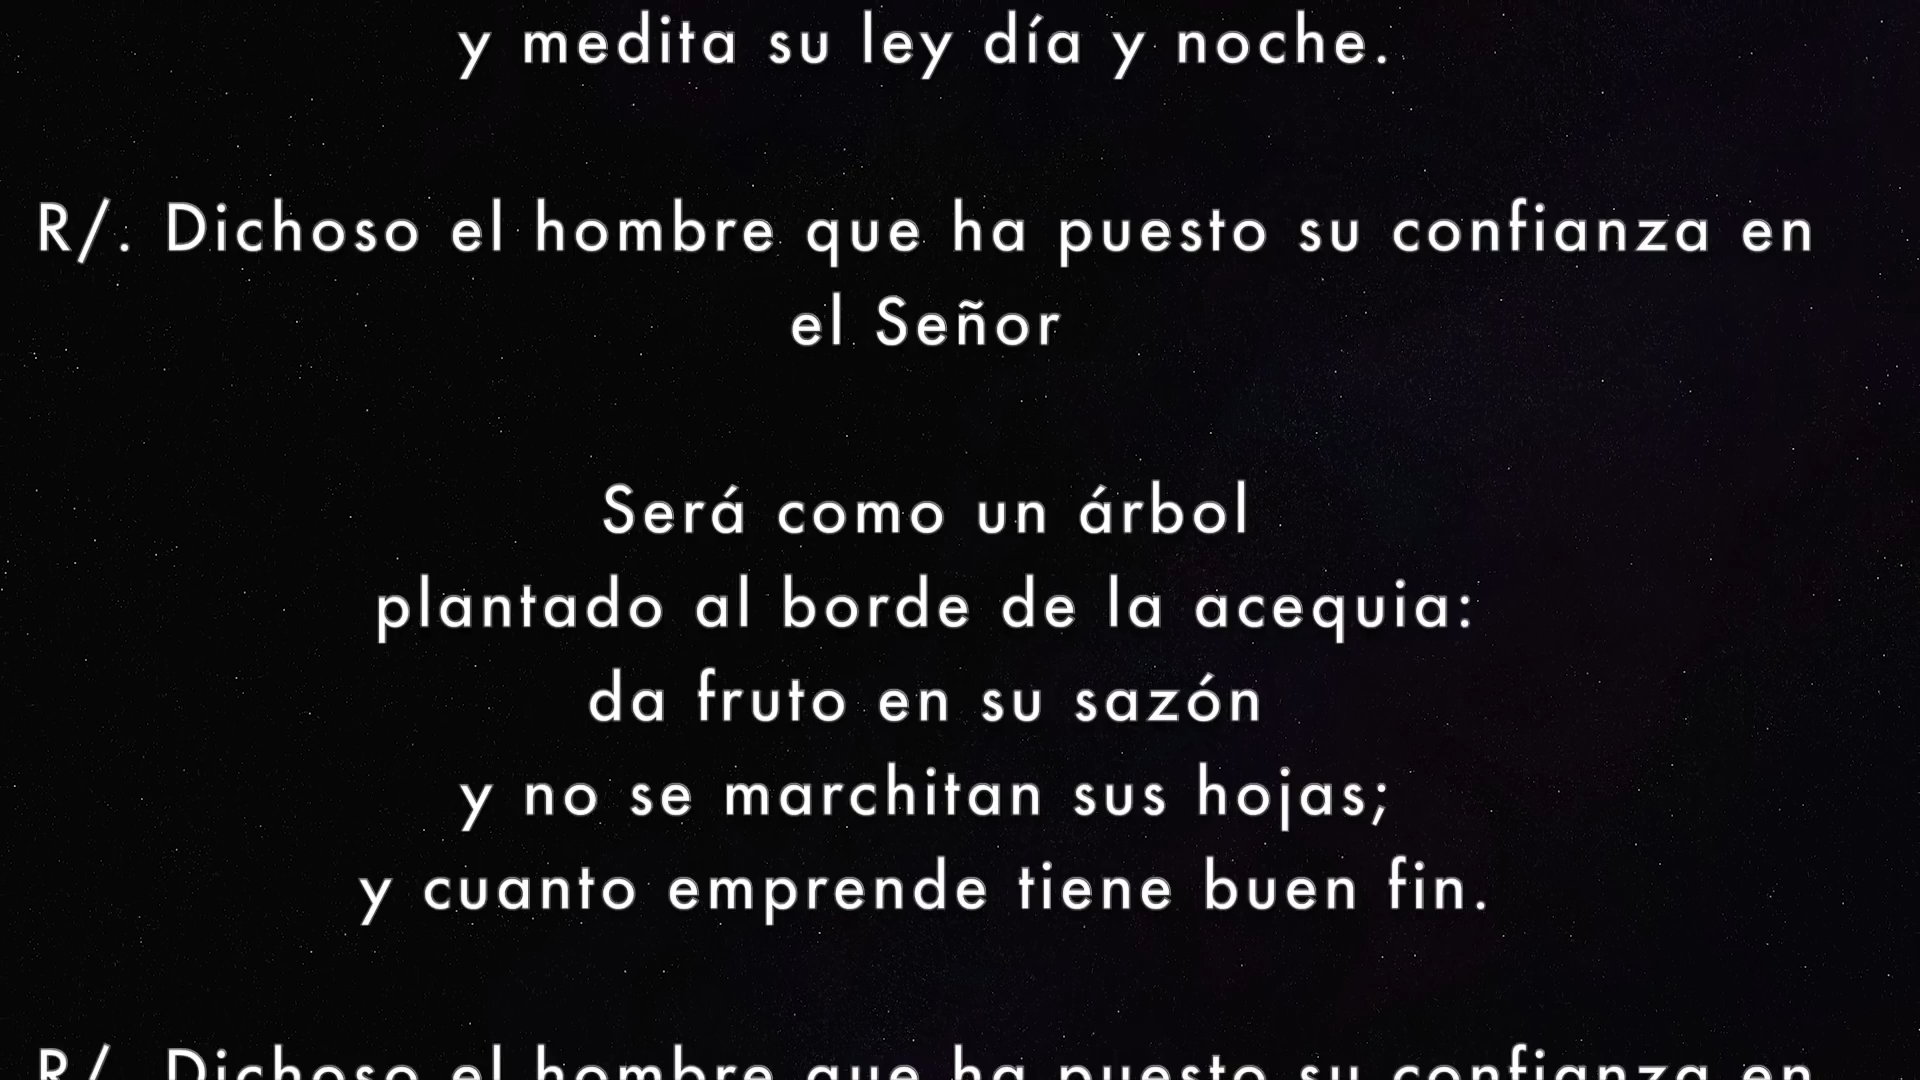 y medita su ley día y noche.
R/. Dichoso el hombre que ha puesto su confianza en
el Señor
Será como un árbol
plantado al borde de la acequia:
da fruto en su sazón
y no se marchitan sus hojas;
y cuanto emprende tiene buen fin.
R/. Dichoso el hombre que ha puesto su confianza en